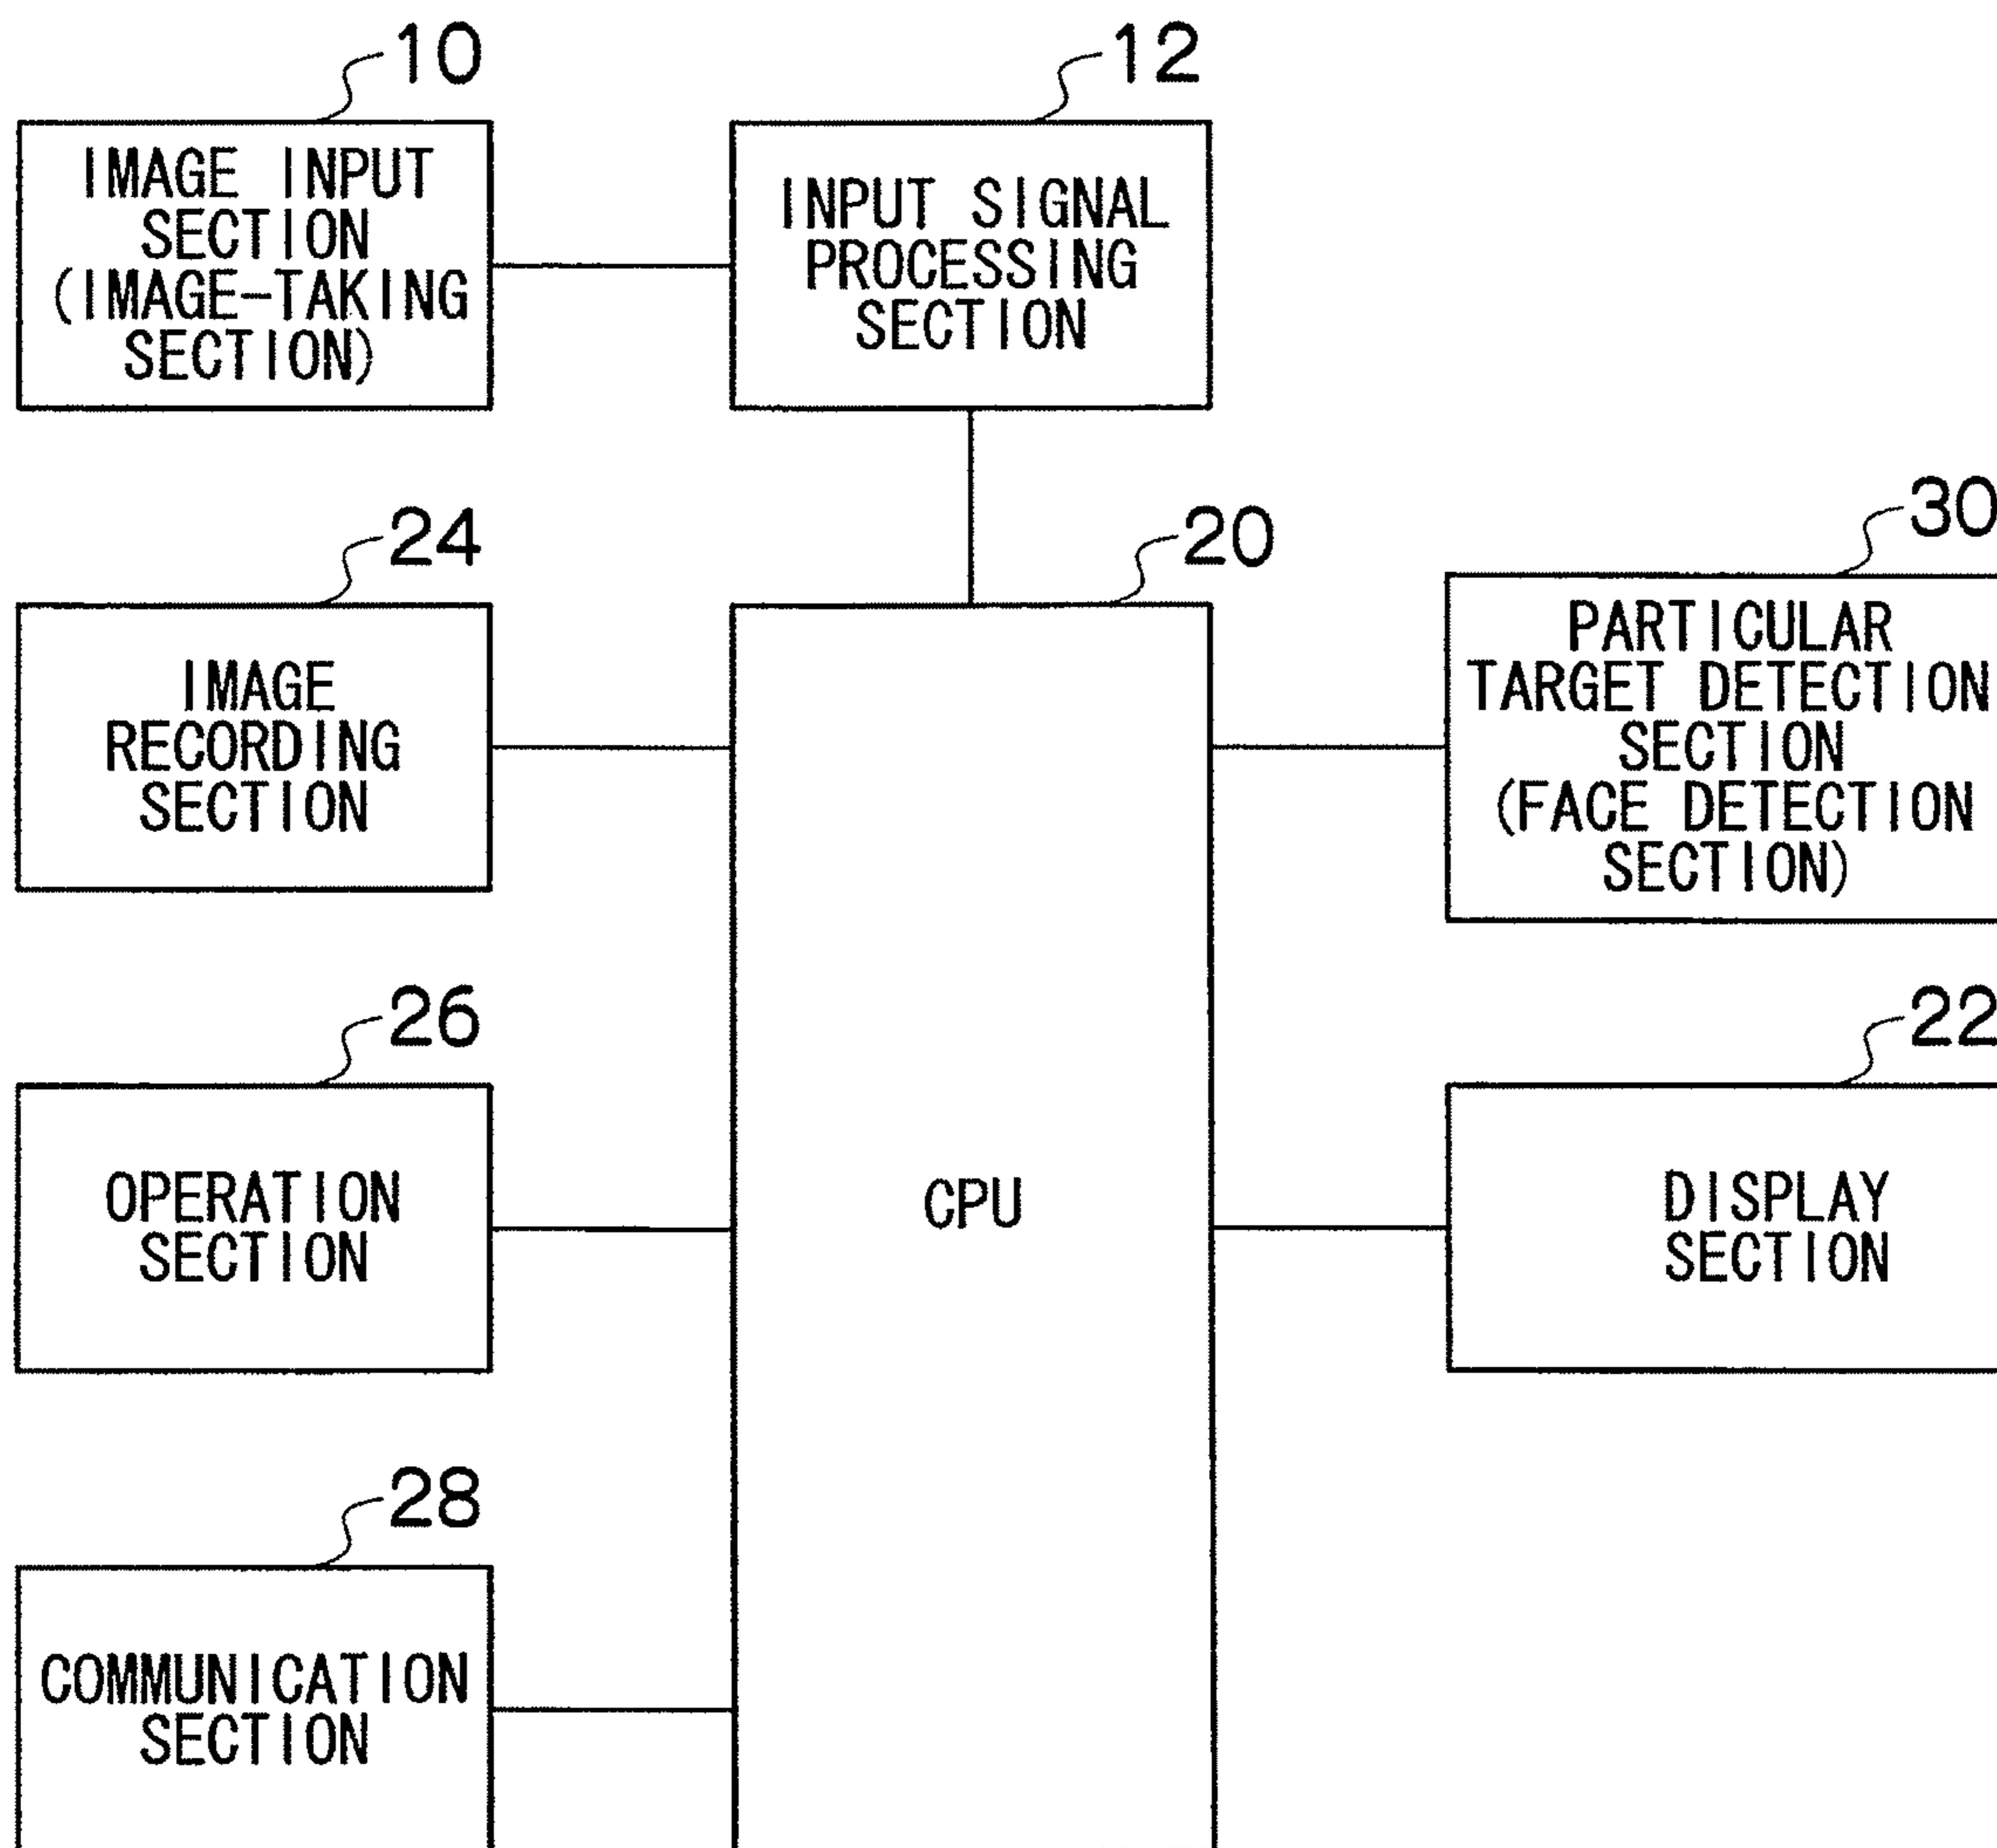 10
IMAGE INPUT
SECTION
(IMAGE-TAKING
SECTION)
12
INPUT SIGNAL
PROCESSING
SECTION
24
IMAGE
RECORDING
SECTION
20
CPU
30
PARTICULAR
TARGET DETECTION
SECTION
(FACE DETECTION
SECTION)
26
OPERATION
SECTION
22
DISPLAY
SECTION
28
COMMUNICATION
SECTION